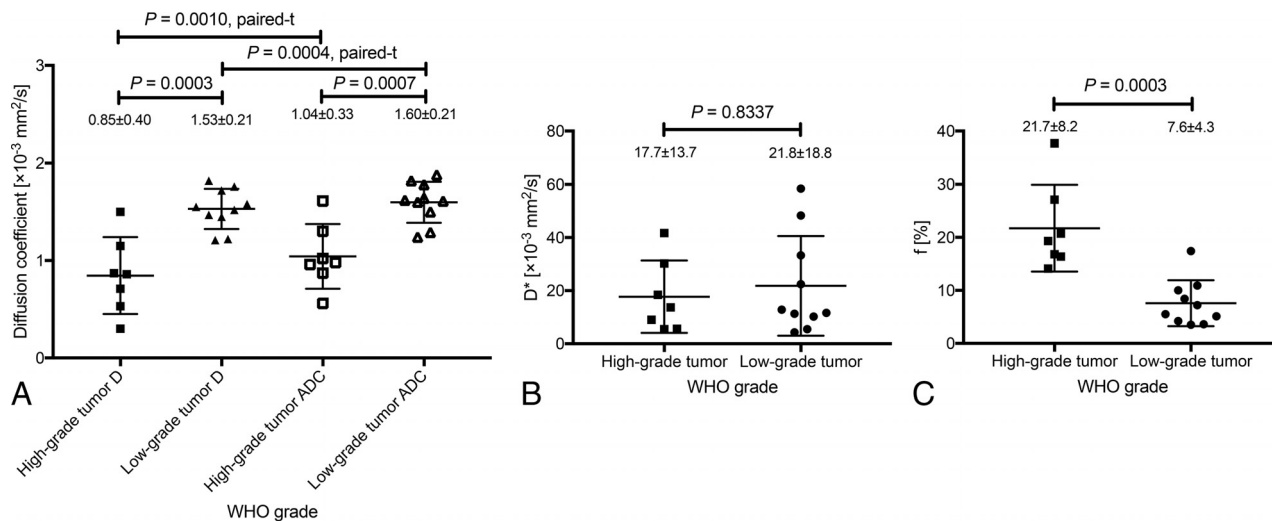 P = 0.0010, paired-t
P = 0.0004, paired-t
P = 0.0003
P = 0.0007
0.85±0.40
1.53±0.21
1.04±0.33
1.60±0.21
Diffusion coefficient [×10⁻³ mm²/s]
3
2
1
0
High-grade tumor D
Low-grade tumor D
High-grade tumor ADC
Low-grade tumor ADC
WHO grade
A
P = 0.8337
17.7±13.7
21.8±18.8
D* [×10⁻³ mm²/s]
80
60
40
20
0
High-grade tumor
Low-grade tumor
WHO grade
B
P = 0.0003
21.7±8.2
7.6±4.3
f [%]
40
30
20
10
0
High-grade tumor
Low-grade tumor
WHO grade
C